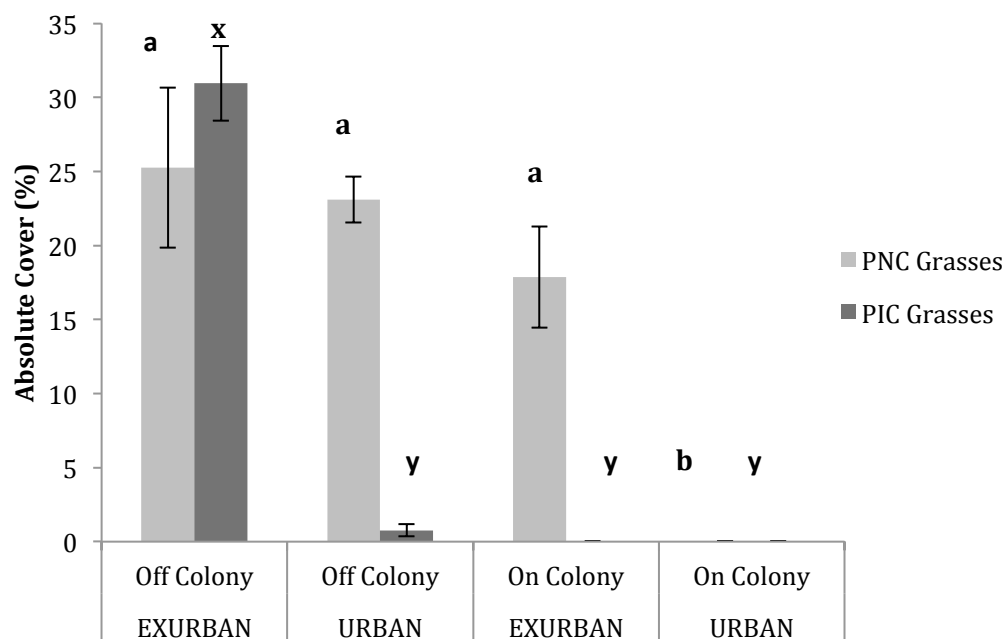 Absolute Cover (%)
35
30
25
20
15
10
5
0
a
x
a
y
a
y
b
y
PNC Grasses
PIC Grasses
Off Colony
Off Colony
On Colony
On Colony
EXURBAN
URBAN
EXURBAN
URBAN